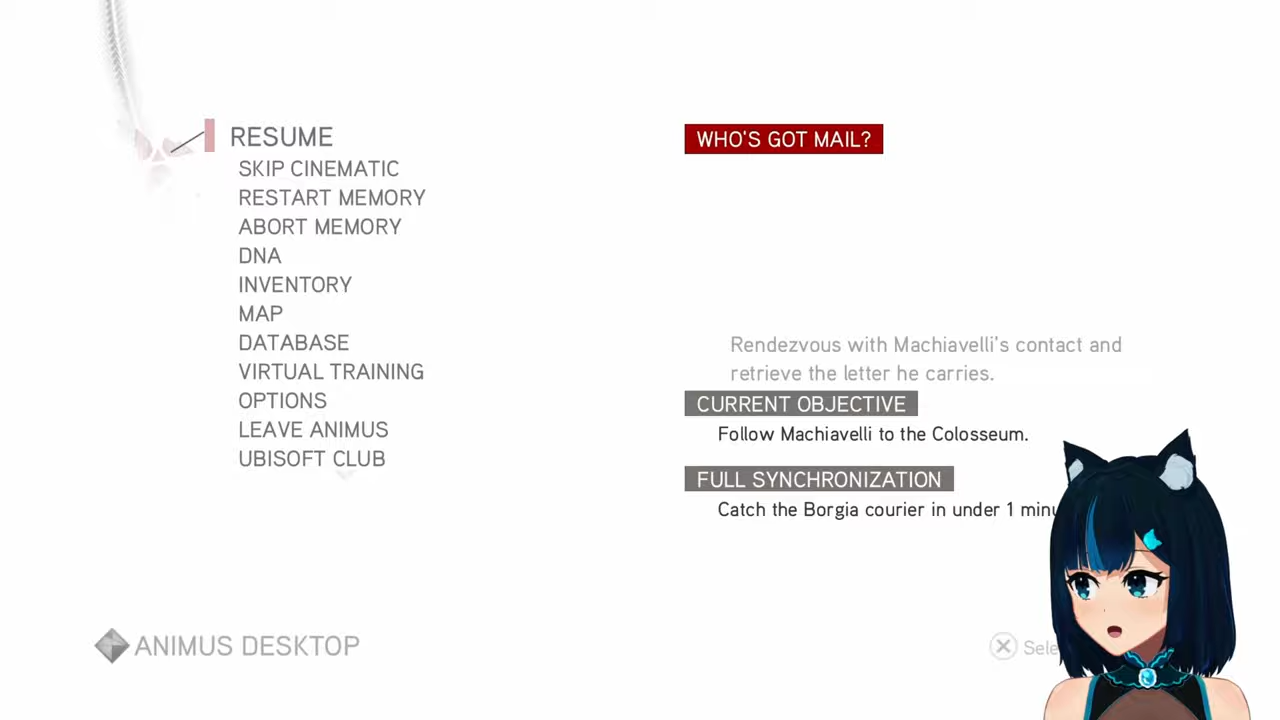 RESUME
SKIP CINEMATIC
RESTART MEMORY
ABORT MEMORY
DNA
INVENTORY
MAP
DATABASE
VIRTUAL TRAINING
OPTIONS
LEAVE ANIMUS
UBISOFT CLUB
WHO'S GOT MAIL?
Rendezvous with Machiavelli's contact and
retrieve the letter he carries.
CURRENT OBJECTIVE
Follow Machiavelli to the Colosseum.
FULL SYNCHRONIZATION
Catch the Borgia courier in under 1
ANIMUS DESKTOP